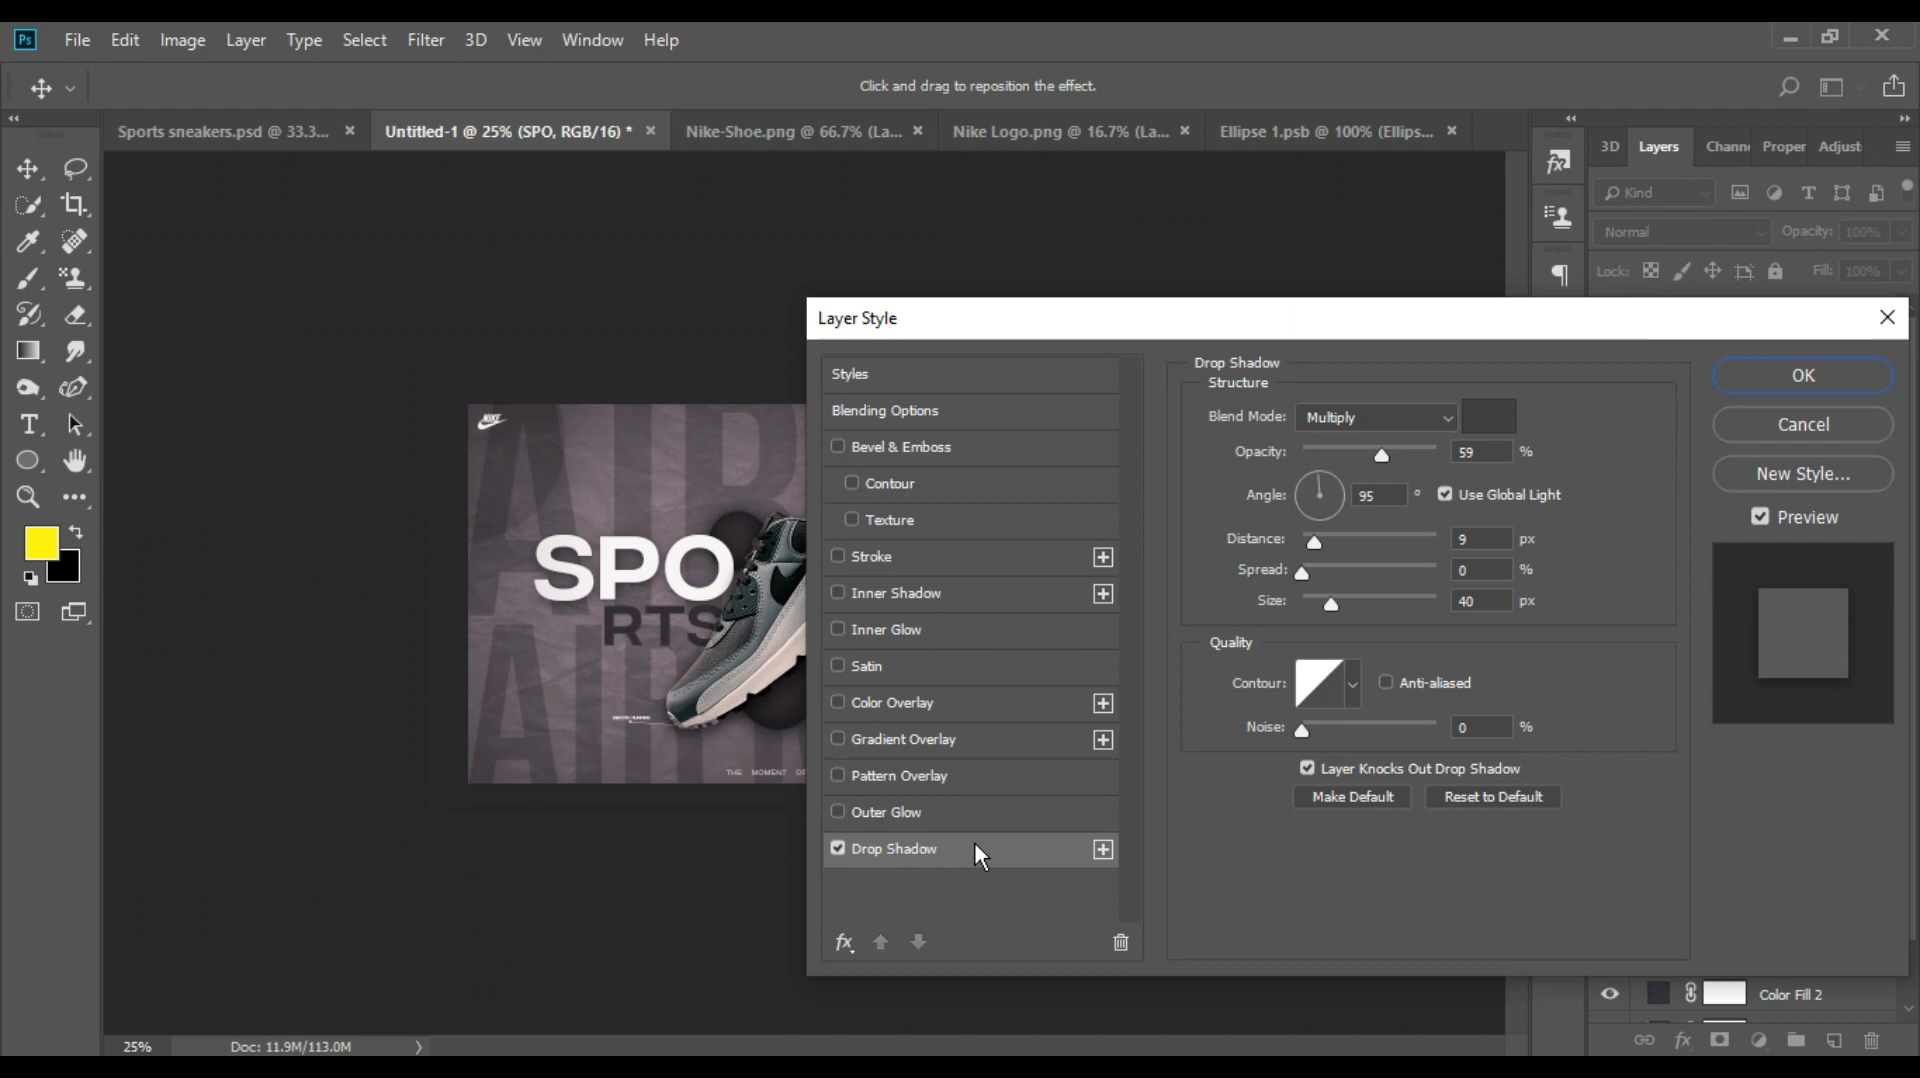 Ps File Edit Image Layer Type Select Filter 3D View Window Help
Click and drag to reposition the effect.
Sports sneakers.psd @ 33.3... × Untitled-1 @ 25% (SPO, RGB/16) * × Nike-Shoe.png @ 66.7% (La... × Nike Logo.png @ 16.7% (La... × Ellipse 1.psb @ 100% (Ellips... ×
3D Layers Chann Proper Adjust
Kind
Normal Opacity: 100%
Lock: Fill: 100%
Layer Style
Styles
Blending Options
Bevel & Emboss
Contour
Texture
Stroke
Inner Shadow
Inner Glow
Satin
Color Overlay
Gradient Overlay
Pattern Overlay
Outer Glow
Drop Shadow
fx
Drop Shadow
Structure
Blend Mode: Multiply
Opacity: 59 %
Angle: 95 ° Use Global Light
Distance: 9 px
Spread: 0 %
Size: 40 px
Quality
Contour: Anti-aliased
Noise: 0 %
Layer Knocks Out Drop Shadow
Make Default Reset to Default
OK
Cancel
New Style...
Preview
NIKE
AIR
SPO
RTS
AIR
THE MOMENT OF
Color Fill 2
25% Doc: 11.9M/113.0M